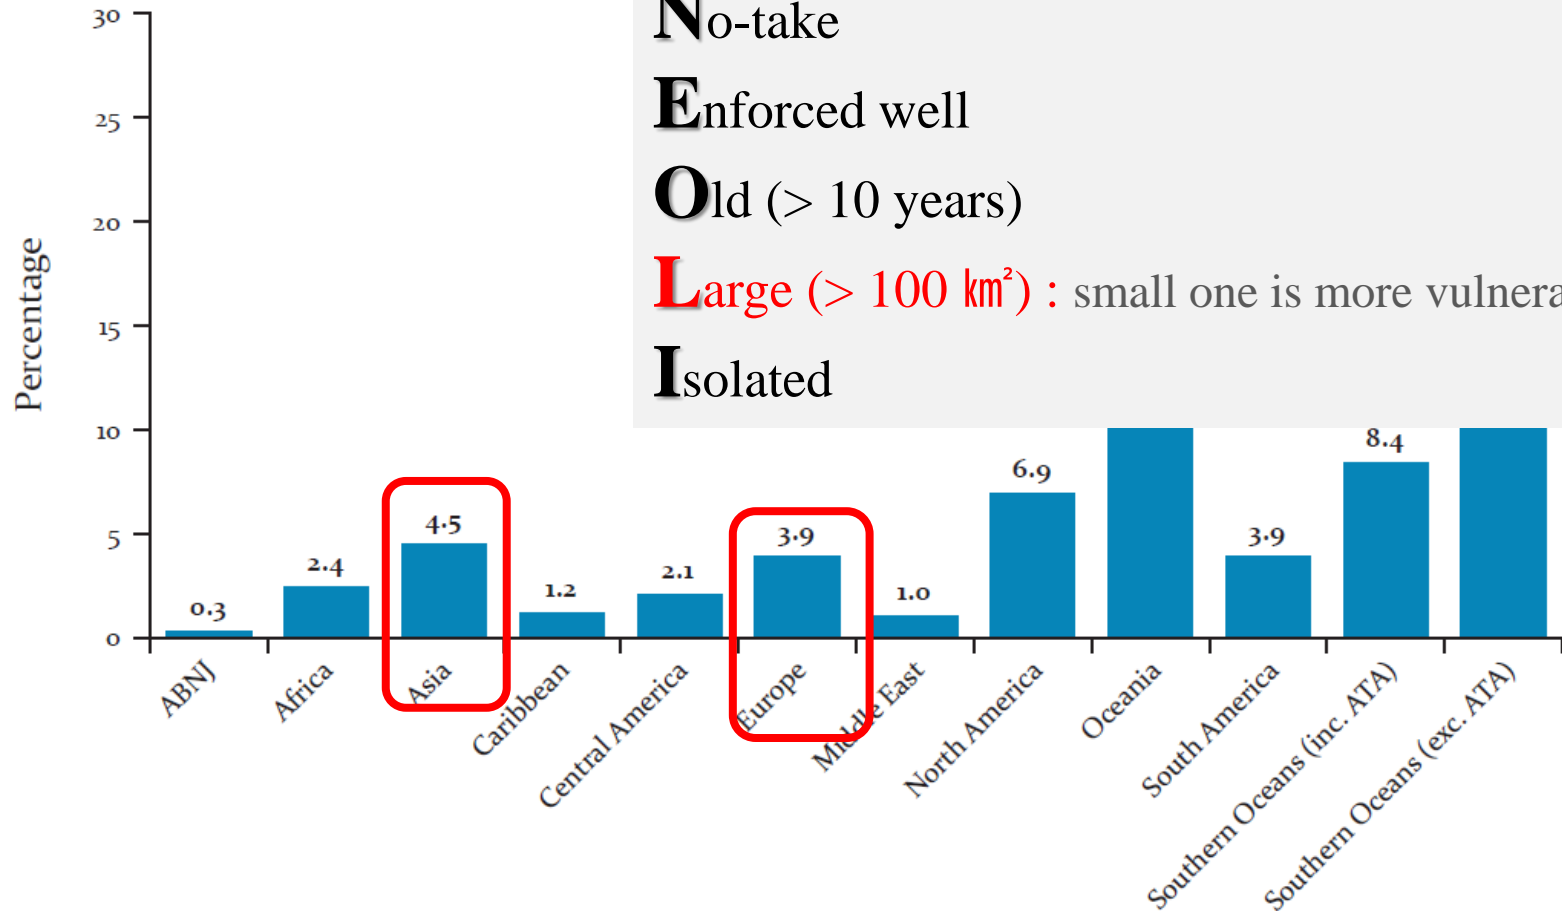 No-take
Enforced well
Old (> 10 years)
Large (> 100 ㎢) : small one is more
Isolated
Percentage
30
25
20
15
10
5
0
0.3
2.4
4.5
1.2
2.1
3.9
1.0
6.9
3.9
8.4
ABNJ
Africa
Asia
Caribbean
Central America
Europe
Middle East
North America
Oceania
South America
Southern Oceans (inc. ATA)
Southern Oceans (exc. ATA)